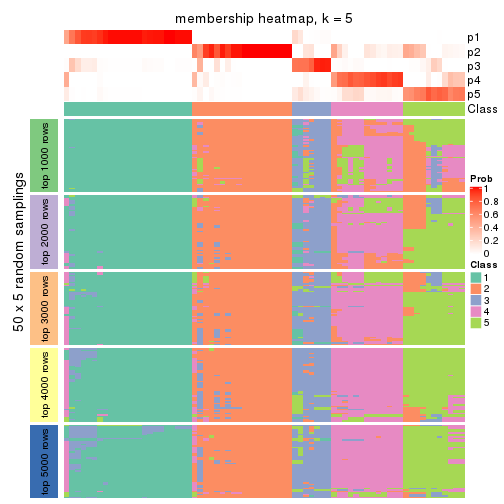 membership heatmap, k = 5
p1
p2
p3
p4
p5
Class
50 x 5 random samplings
top 1000 rows
top 2000 rows
top 3000 rows
top 4000 rows
top 5000 rows
Prob
1
0.8
0.6
0.4
0.2
0
Class
1
2
3
4
5